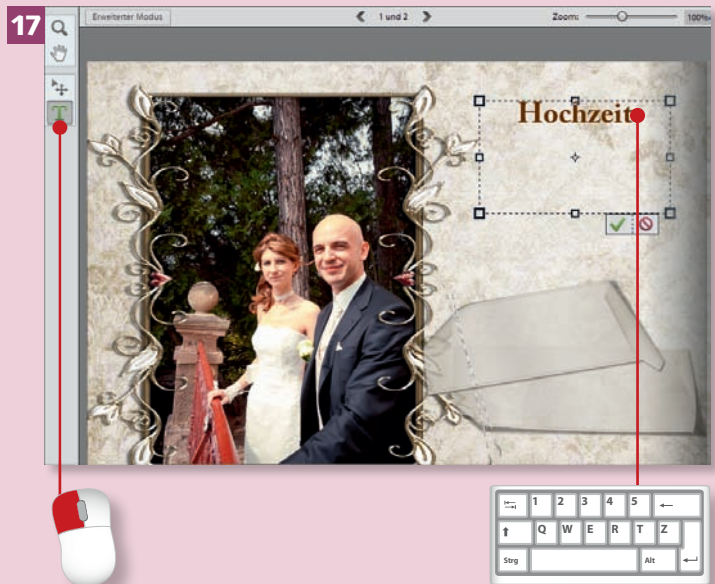 17
Erweiterter Modus
1 und 2
Zoom:
100%
T
Hochzeit
1 2 3 4 5
Q W E R T Z
Strg
Alt